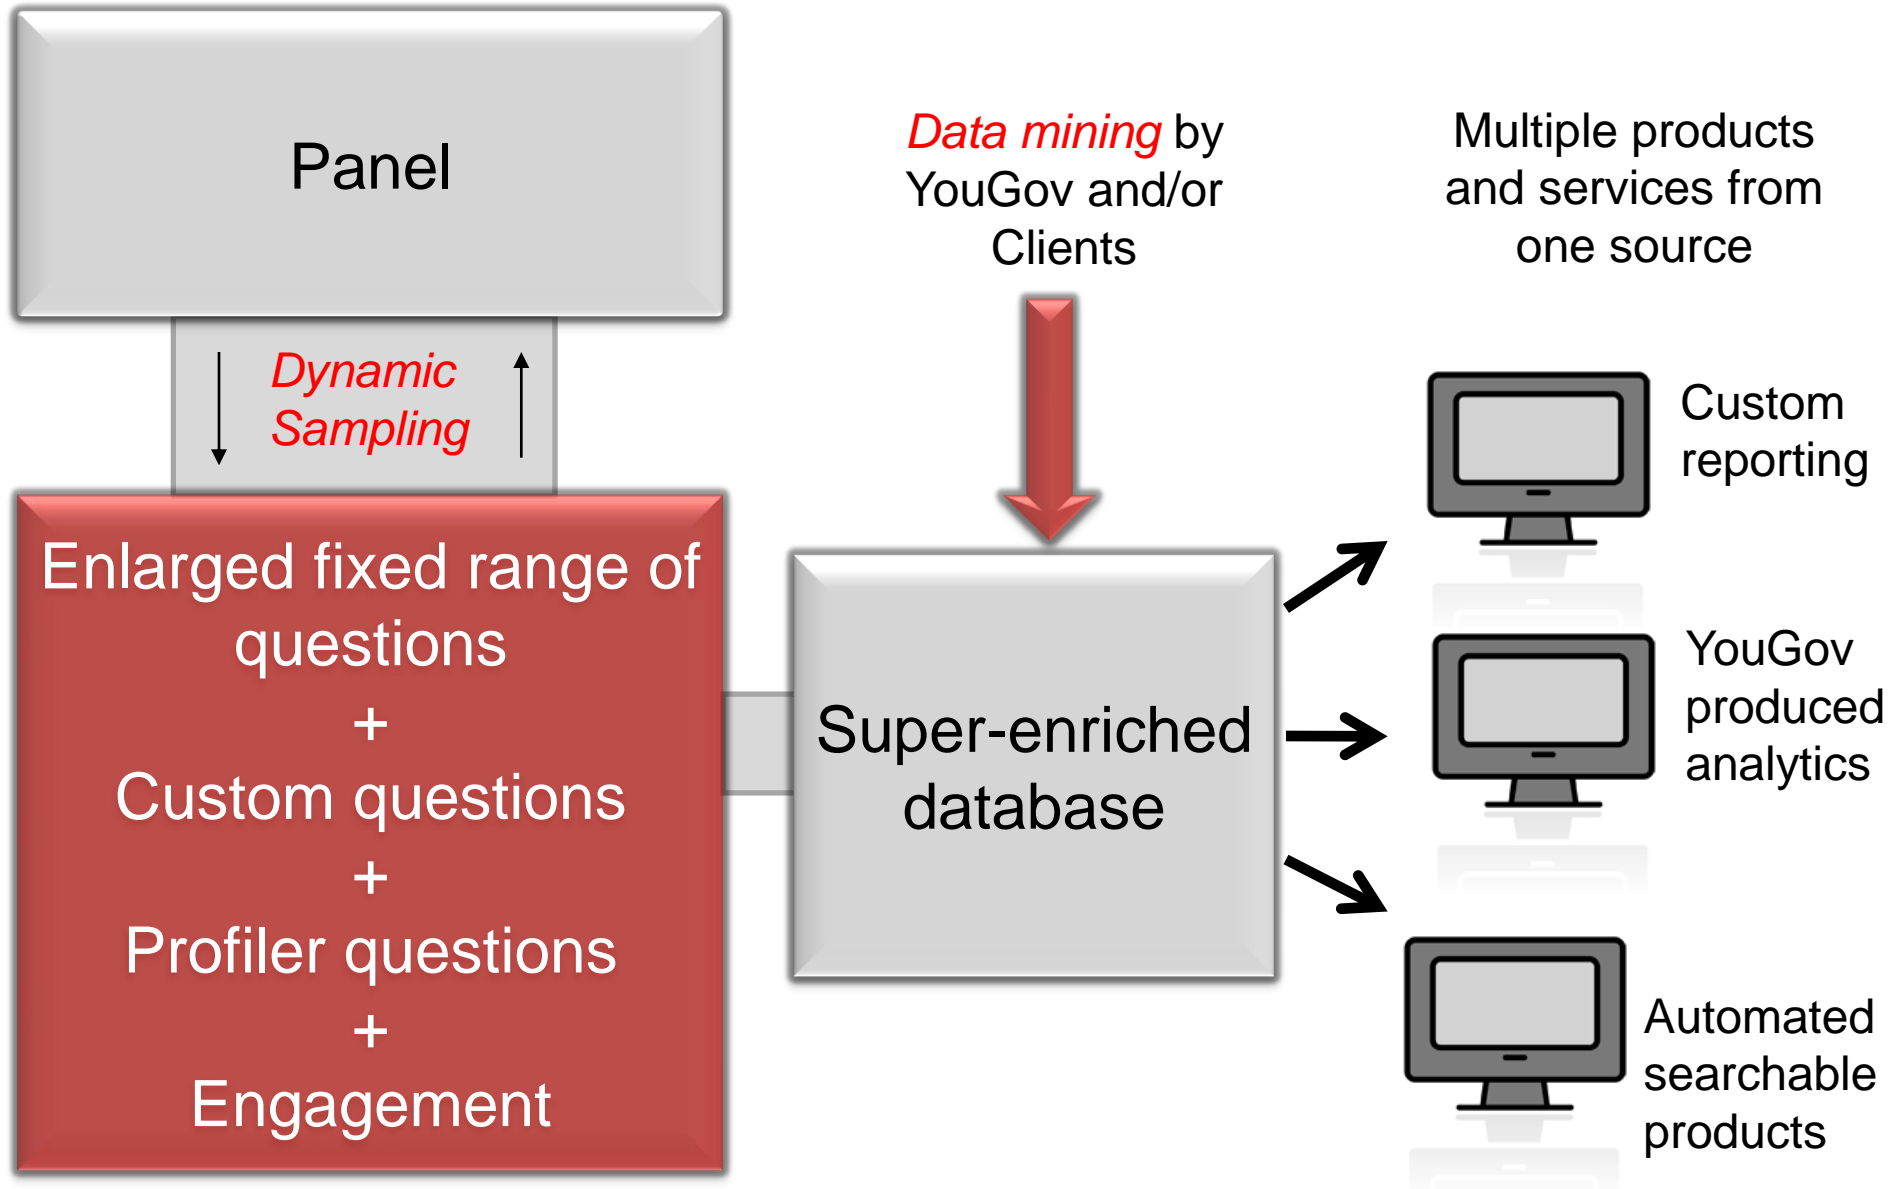 Panel
Dynamic
Sampling
Enlarged fixed range of
questions
+
Custom questions
+
Profiler questions
+
Engagement
Data mining by
YouGov and/or
Clients
Super-enriched
database
Multiple products
and services from
one source
Custom
reporting
YouGov
produced
analytics
Automated
searchable
products